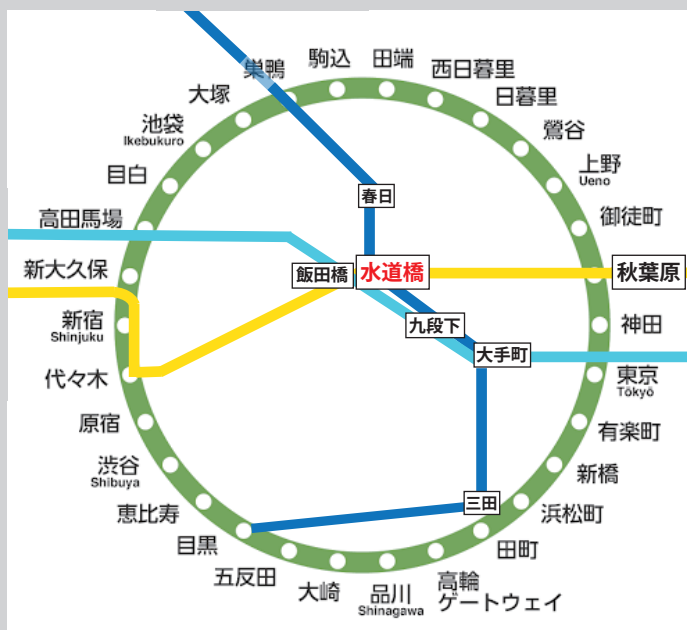 巣鴨
駒込
田端
西日暮里
日暮里
鶯谷
上野
Ueno
御徒町
秋葉原
神田
東京
Tōkyō
有楽町
新橋
浜松町
田町
高輪
ゲートウェイ
品川
Shinagawa
大崎
五反田
目黒
恵比寿
渋谷
Shibuya
原宿
代々木
新宿
Shinjuku
新大久保
高田馬場
目白
池袋
Ikebukuro
大塚
春日
飯田橋
水道橋
九段下
大手町
三田